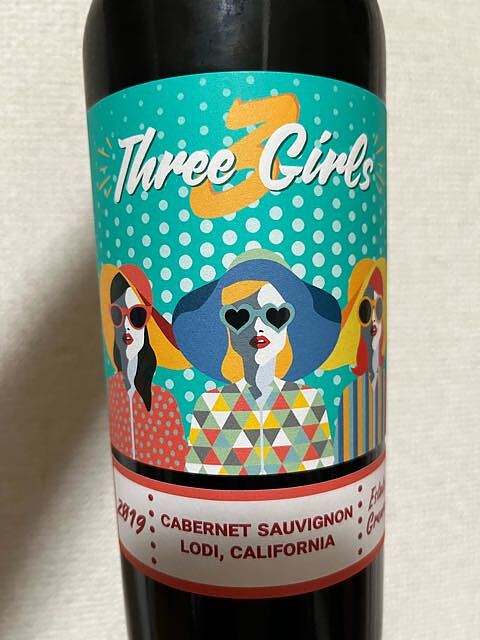 3
Three Girls
2019
CABERNET SAUVIGNON
LODI, CALIFORNIA